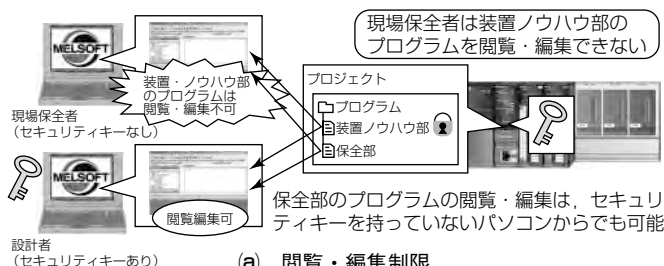 現場保全者は装置ノウハウ部の
プログラムを閲覧・編集できない
MELSOFT
装置・ノウハウ部
のプログラムは
閲覧・編集不可
現場保全者
（セキュリティキーなし）
プロジェクト
プログラム
装置ノウハウ部
保全部
MELSOFT
閲覧編集可
設計者
（セキュリティキーあり）
保全部のプログラムの閲覧・編集は，セキュリ
ティキーを持っていないパソコンからでも可能
(a) 閲覧・編集制限